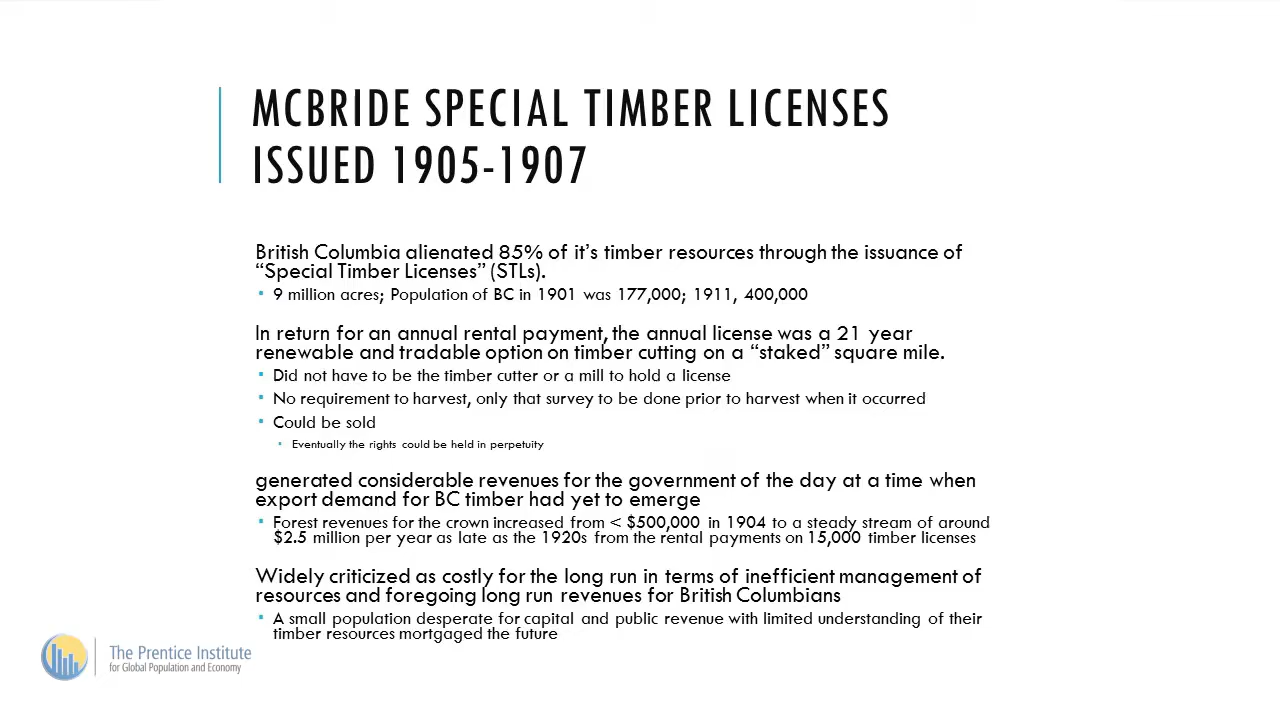 MCBRIDE SPECIAL TIMBER LICENSES
ISSUED 1905-1907
British Columbia alienated 85% of it's timber resources through the issuance of
“Special Timber Licenses” (STLs).
▪ 9 million acres; Population of BC in 1901 was 177,000; 1911, 400,000
In return for an annual rental payment, the annual license was a 21 year
renewable and tradable option on timber cutting on a “staked” square mile.
▪ Did not have to be the timber cutter or a mill to hold a license
▪ No requirement to harvest, only that survey to be done prior to harvest when it occurred
▪ Could be sold
▪ Eventually the rights could be held in perpetuity
generated considerable revenues for the government of the day at a time when
export demand for BC timber had yet to emerge
▪ Forest revenues for the crown increased from < $500,000 in 1904 to a steady stream of around
$2.5 million per year as late as the 1920s from the rental payments on 15,000 timber licenses
Widely criticized as costly for the long run in terms of inefficient management of
resources and foregoing long run revenues for British Columbians
▪ A small population desperate for capital and public revenue with limited understanding of their
timber resources mortgaged the future
The Prentice Institute
for Global Population and Economy